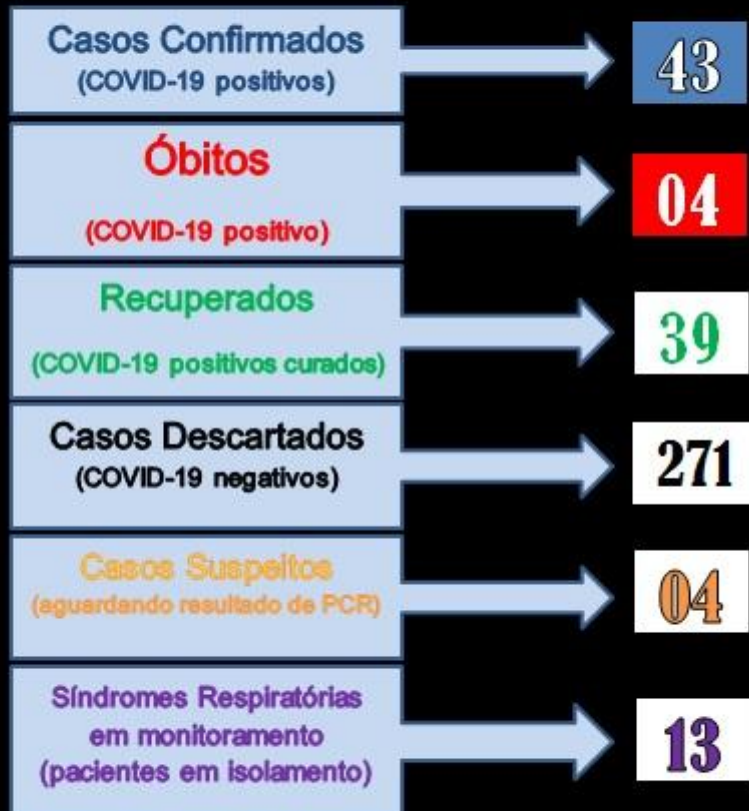 Casos Confirmados
(COVID-19 positivos)
43
Óbitos
(COVID-19 positivo)
04
Recuperados
(COVID-19 positivos curados)
39
Casos Descartados
(COVID-19 negativos)
271
Casos Suspeitos
(aguardando resultado de PCR)
04
Síndromes Respiratórias
em monitoramento
(pacientes em isolamento)
13